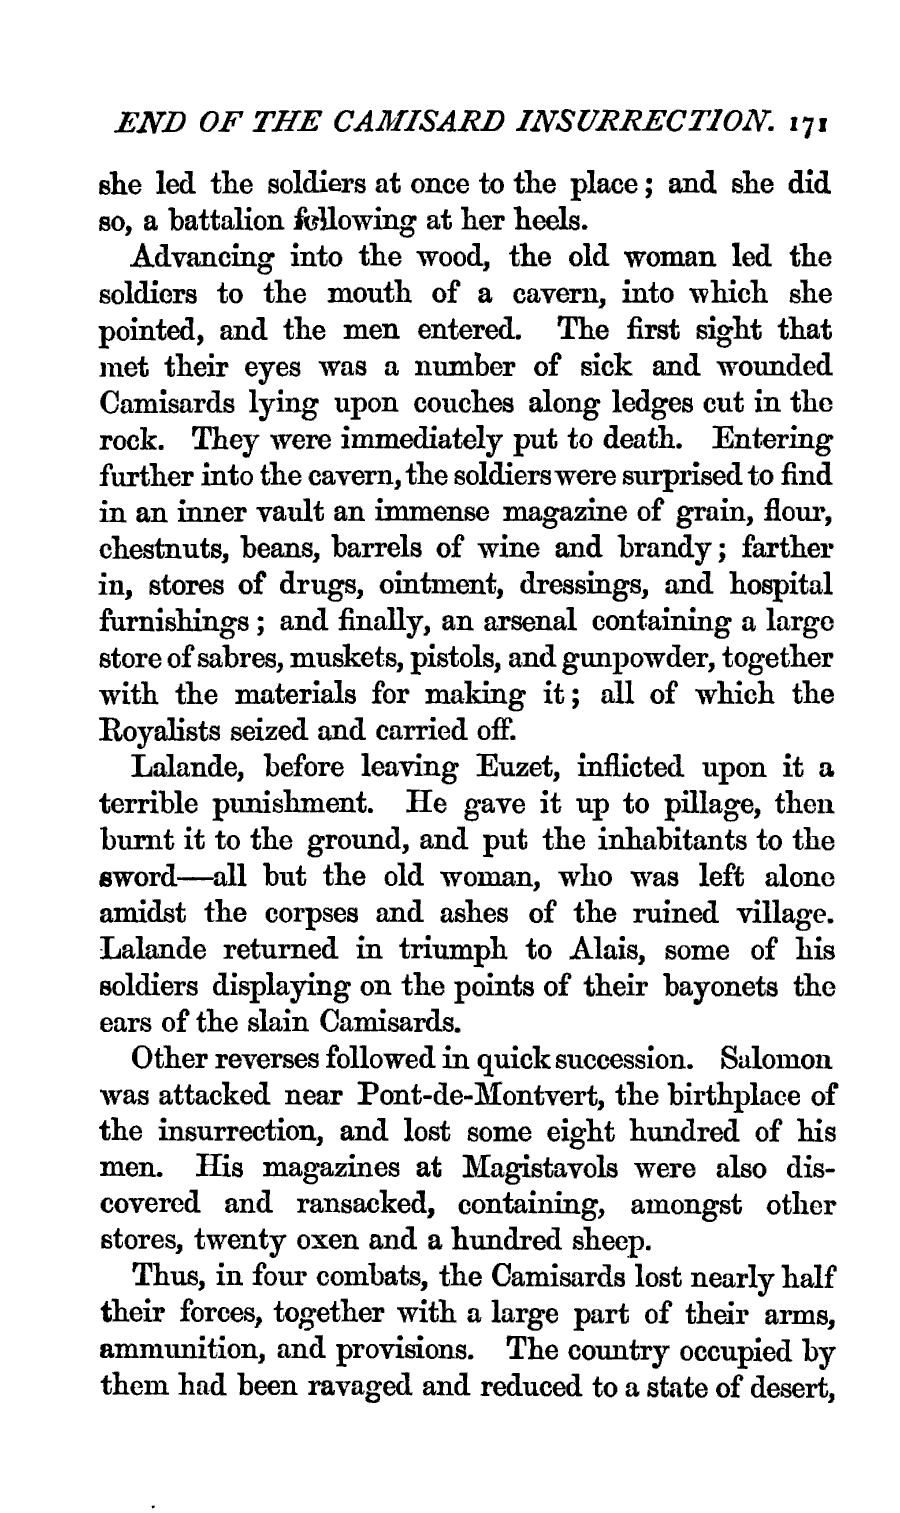 END OF THE CAMISARD INSURRECTION. 171
she led the soldiers at once to the place; and she did
so, a battalion following at her heels.
Advancing into the wood, the old woman led the
soldiers to the mouth of a cavern, into which she
pointed, and the men entered. The first sight that
met their eyes was a number of sick and wounded
Camisards lying upon couches along ledges cut in the
rock. They were immediately put to death. Entering
further into the cavern, the soldiers were surprised to find
in an inner vault an immense magazine of grain, flour,
chestnuts, beans, barrels of wine and brandy; farther
in, stores of drugs, ointment, dressings, and hospital
furnishings; and finally, an arsenal containing a large
store of sabres, muskets, pistols, and gunpowder, together
with the materials for making it; all of which the
Royalists seized and carried off.
Lalande, before leaving Euzet, inflicted upon it a
terrible punishment. He gave it up to pillage, then
burnt it to the ground, and put the inhabitants to the
sword—all but the old woman, who was left alone
amidst the corpses and ashes of the ruined village.
Lalande returned in triumph to Alais, some of his
soldiers displaying on the points of their bayonets the
ears of the slain Camisards.
Other reverses followed in quick succession. Salomon
was attacked near Pont-de-Montvert, the birthplace of
the insurrection, and lost some eight hundred of his
men. His magazines at Magistavols were also dis-
covered and ransacked, containing, amongst other
stores, twenty oxen and a hundred sheep.
Thus, in four combats, the Camisards lost nearly half
their forces, together with a large part of their arms,
ammunition, and provisions. The country occupied by
them had been ravaged and reduced to a state of desert,